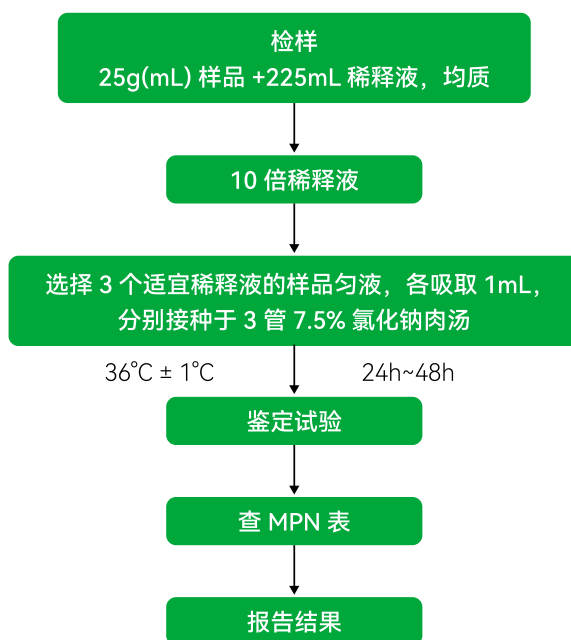 检样
25g(mL) 样品 +225mL 稀释液，均质
10 倍稀释液
选择 3 个适宜稀释液的样品匀液，各吸取 1mL，
分别接种于 3 管 7.5% 氯化钠肉汤
36℃ ± 1℃
24h~48h
鉴定试验
查 MPN 表
报告结果